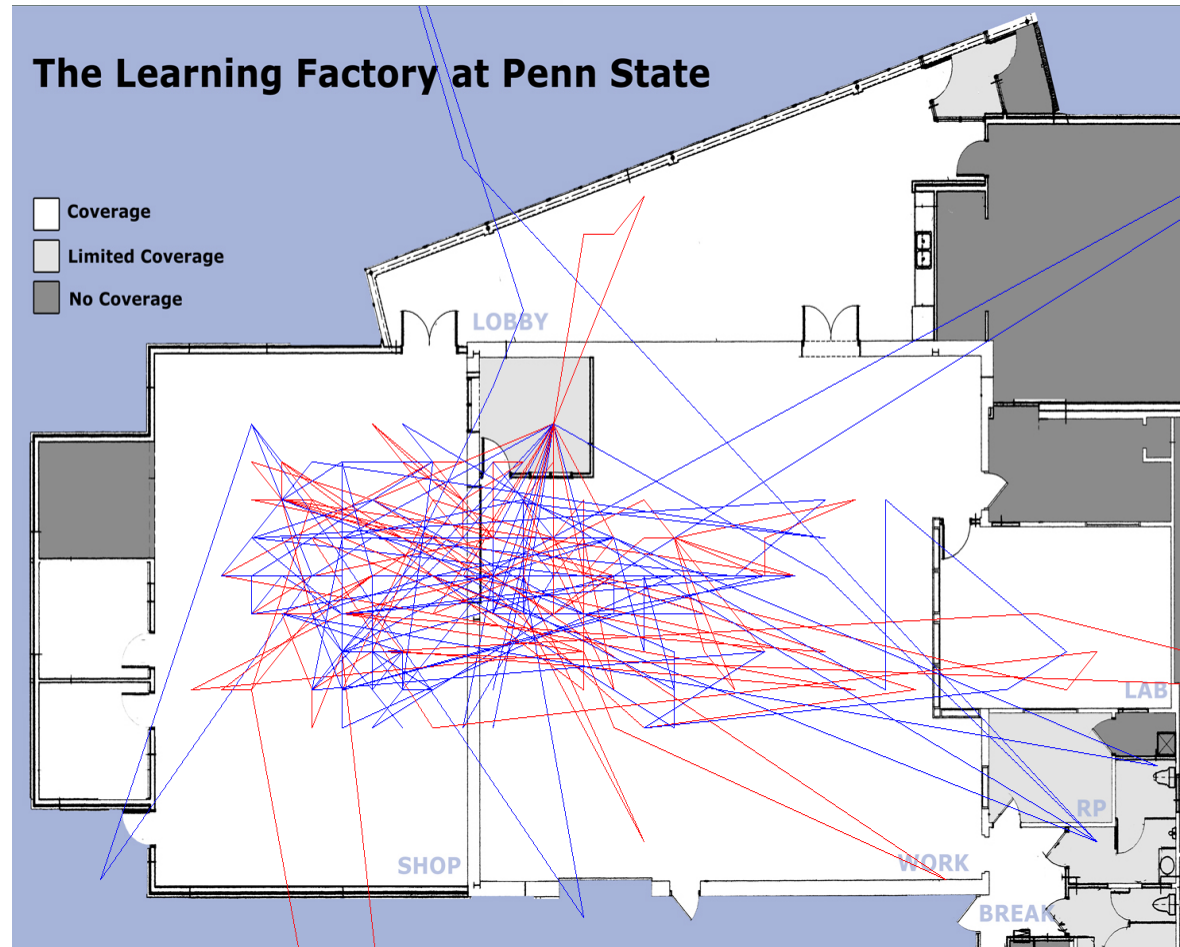 The Learning Factory at Penn State
Coverage
Limited Coverage
No Coverage
LOBBY
LAB
RP
SHOP
WORK
BREAK